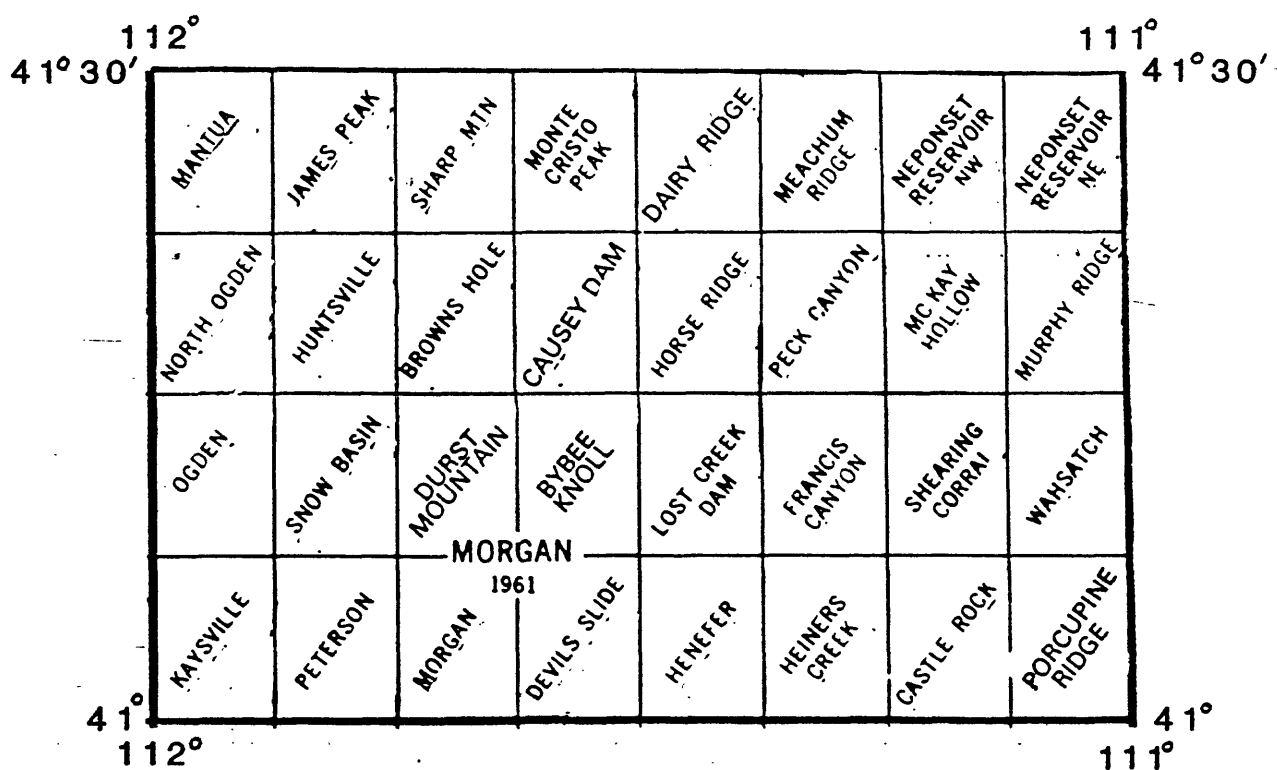 112° 111°
41°30′ 41°30′
MANTUA
JAMES PEAK
SHARP MTN
MONTE
CRISTO
PEAK
DAIRY RIDGE
MEACHUM
RIDGE
NEPONSET
RESERVOIR
NW
NEPONSET
RESERVOIR
NE
NORTH OGDEN
HUNTSVILLE
BROWNS HOLE
CAUSEY DAM
HORSE RIDGE
PECK CANYON
MC KAY
HOLLOW
MURPHY RIDGE
OGDEN
SNOW BASIN
DURST
MOUNTAIN
BYBEE
KNOLL
LOST CREEK
DAM
FRANCIS
CANYON
SHEARING
CORRAI
WAHSATCH
MORGAN
1961
KAYSVILLE
PETERSON
MORGAN
DEVILS SLIDE
HENEFER
HEINERS
CREEK
CASTLE ROCK
PORCUPINE
RIDGE
41° 41°
112° 111°